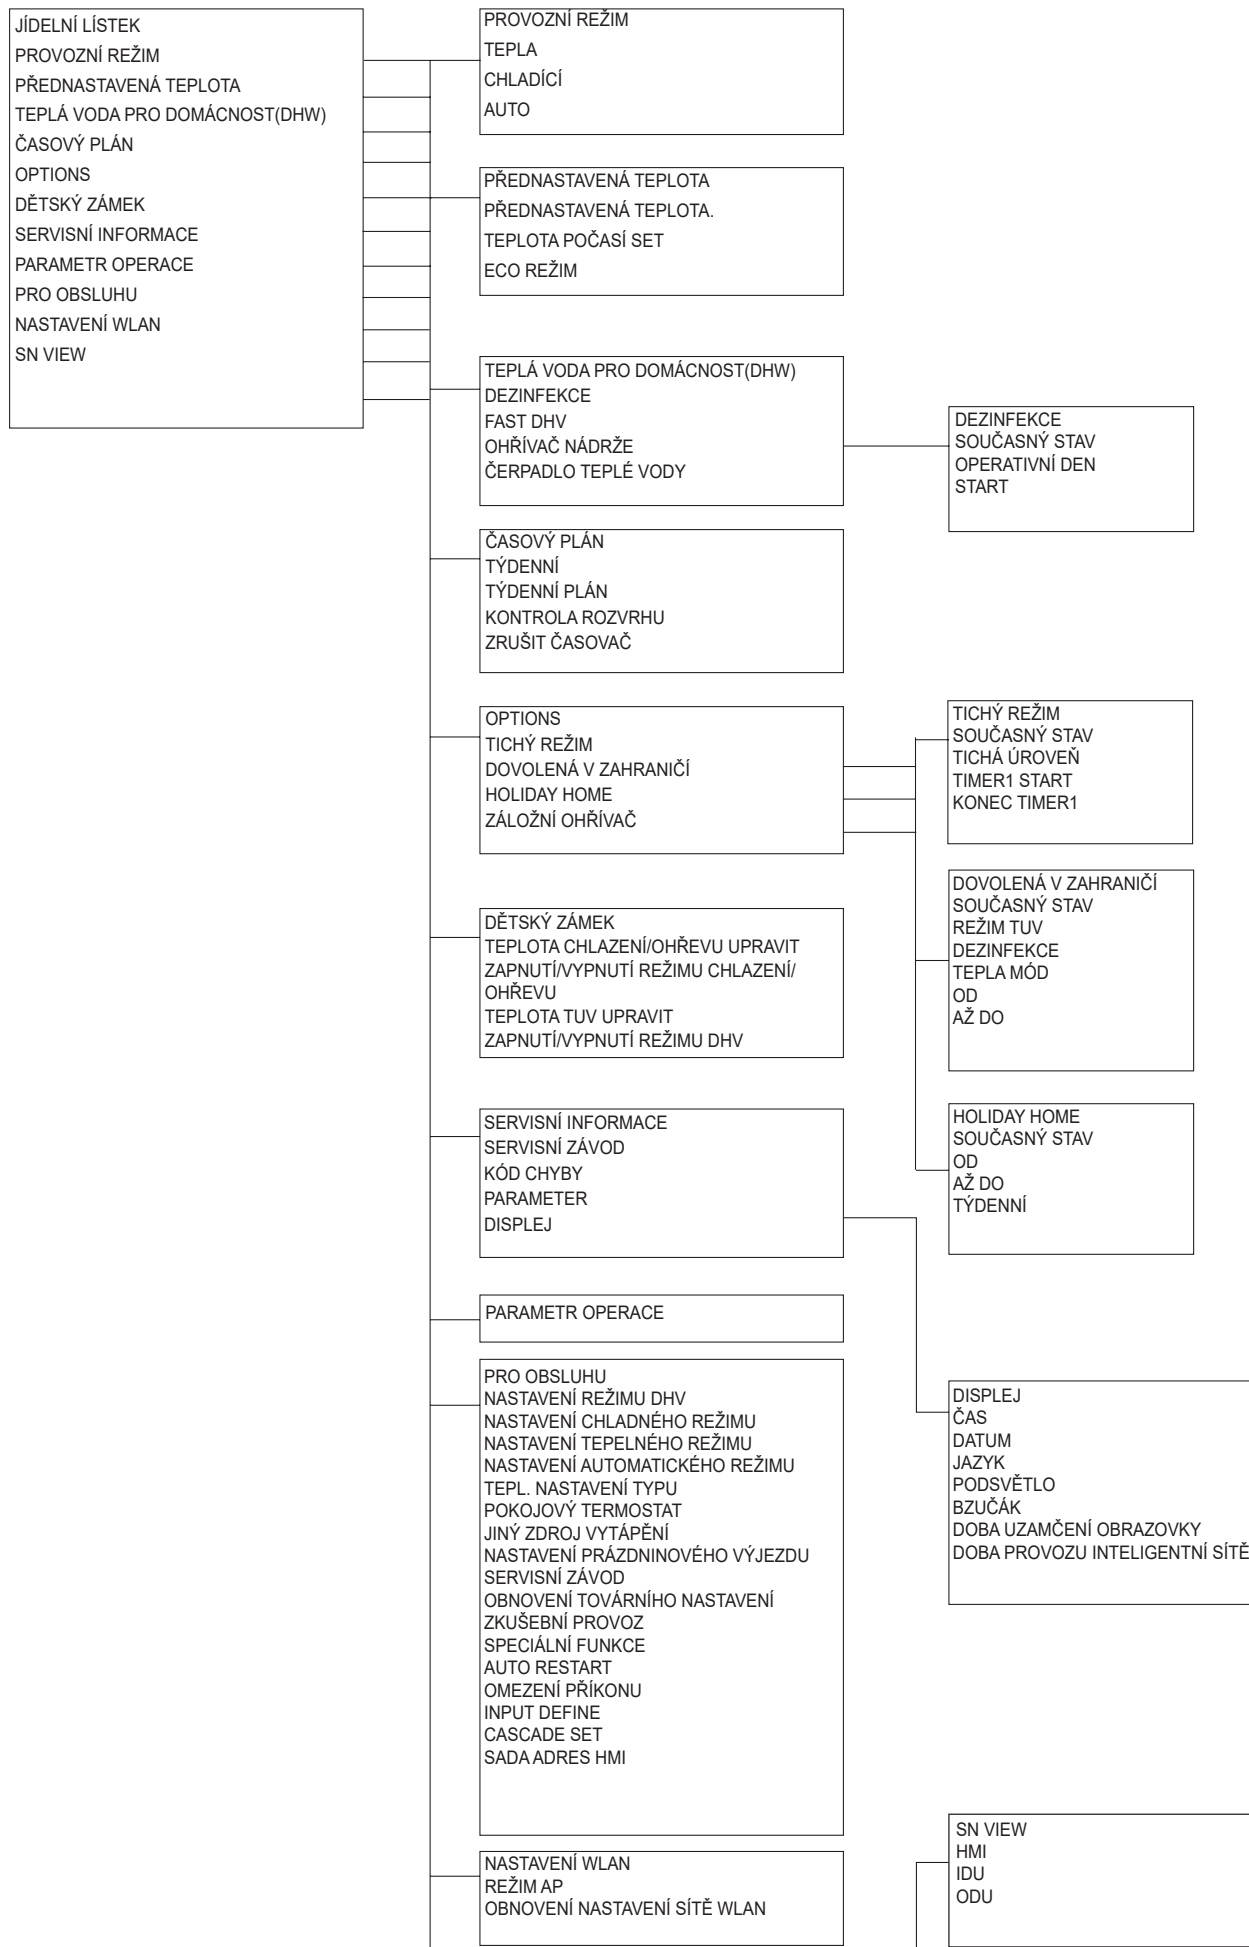 JÍDELNÍ LÍSTEK
PROVOZNÍ REŽIM
PŘEDNASTAVENÁ TEPLOTA
TEPLÁ VODA PRO DOMÁCNOST(DHW)
ČASOVÝ PLÁN
OPTIONS
DĚTSKÝ ZÁMEK
SERVISNÍ INFORMACE
PARAMETR OPERACE
PRO OBSLUHU
NASTAVENÍ WLAN
SN VIEW
PROVOZNÍ REŽIM
TEPLA
CHLADÍCÍ
AUTO
PŘEDNASTAVENÁ TEPLOTA
PŘEDNASTAVENÁ TEPLOTA.
TEPLOTA POČASÍ SET
ECO REŽIM
TEPLÁ VODA PRO DOMÁCNOST(DHW)
DEZINFEKCE
FAST DHV
OHŘÍVAČ NÁDRŽE
ČERPADLO TEPLÉ VODY
DEZINFEKCE
SOUČASNÝ STAV
OPERATIVNÍ DEN
START
ČASOVÝ PLÁN
TÝDENNÍ
TÝDENNÍ PLÁN
KONTROLA ROZVRHU
ZRUŠIT ČASOVAČ
OPTIONS
TICHÝ REŽIM
DOVOLENÁ V ZAHRANIČÍ
HOLIDAY HOME
ZÁLOŽNÍ OHŘÍVAČ
TICHÝ REŽIM
SOUČASNÝ STAV
TICHÁ ÚROVEŇ
TIMER1 START
KONEC TIMER1
DOVOLENÁ V ZAHRANIČÍ
SOUČASNÝ STAV
REŽIM TUV
DEZINFEKCE
TEPLA MÓD
OD
AŽ DO
HOLIDAY HOME
SOUČASNÝ STAV
OD
AŽ DO
TÝDENNÍ
DĚTSKÝ ZÁMEK
TEPLOTA CHLAZENÍ/OHŘEVU UPRAVIT
ZAPNUTÍ/VYPNUTÍ REŽIMU CHLAZENÍ/
OHŘEVU
TEPLOTA TUV UPRAVIT
ZAPNUTÍ/VYPNUTÍ REŽIMU DHV
SERVISNÍ INFORMACE
SERVISNÍ ZÁVOD
KÓD CHYBY
PARAMETER
DISPLEJ
PARAMETR OPERACE
PRO OBSLUHU
NASTAVENÍ REŽIMU DHV
NASTAVENÍ CHLADNÉHO REŽIMU
NASTAVENÍ TEPELNÉHO REŽIMU
NASTAVENÍ AUTOMATICKÉHO REŽIMU
TEPL. NASTAVENÍ TYPU
POKOJOVÝ TERMOSTAT
JINÝ ZDROJ VYTÁPĚNÍ
NASTAVENÍ PRÁZDNINOVÉHO VÝJEZDU
SERVISNÍ ZÁVOD
OBNOVENÍ TOVÁRNÍHO NASTAVENÍ
ZKUŠEBNÍ PROVOZ
SPECIÁLNÍ FUNKCE
AUTO RESTART
OMEZENÍ PŘÍKONU
INPUT DEFINE
CASCADE SET
SADA ADRES HMI
DISPLEJ
ČAS
DATUM
JAZYK
PODSVĚTLO
BZUČÁK
DOBA UZAMČENÍ OBRAZOVKY
DOBA PROVOZU INTELIGENTNÍ SÍTĚ
NASTAVENÍ WLAN
REŽIM AP
OBNOVENÍ NASTAVENÍ SÍTĚ WLAN
SN VIEW
HMI
IDU
ODU